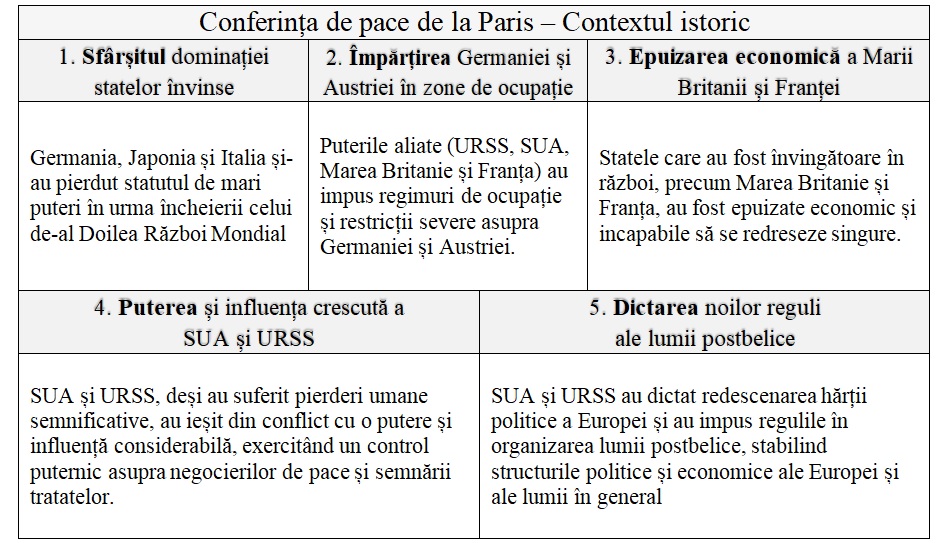 Conferința de pace de la Paris – Contextul istoric
1. Sfârșitul dominației
statelor învinse
2. Împărțirea Germaniei și
Austriei în zone de ocupație
3. Epuizarea economică a Marii
Britanii și Franței
Germania, Japonia și Italia și-
au pierdut statutul de mari
puteri în urma încheierii celui
de-al Doilea Război Mondial
Puterile aliate (URSS, SUA,
Marea Britanie și Franța) au
impus regimuri de ocupație
și restricții severe asupra
Germaniei și Austriei.
Statele care au fost învingătoare în
război, precum Marea Britanie și
Franța, au fost epuizate economic și
incapabile să se redreseze singure.
4. Puterea și influența crescută a
SUA și URSS
5. Dictarea noilor reguli
ale lumii postbelice
SUA și URSS, deși au suferit pierderi umane
semnificative, au ieșit din conflict cu o putere și
influență considerabilă, exercitând un control
puternic asupra negocierilor de pace și semnării
tratatelor.
SUA și URSS au dictat redescenarea hărții
politice a Europei și au impus regulile în
organizarea lumii postbelice, stabilind
structurile politice și economice ale Europei și
ale lumii în general